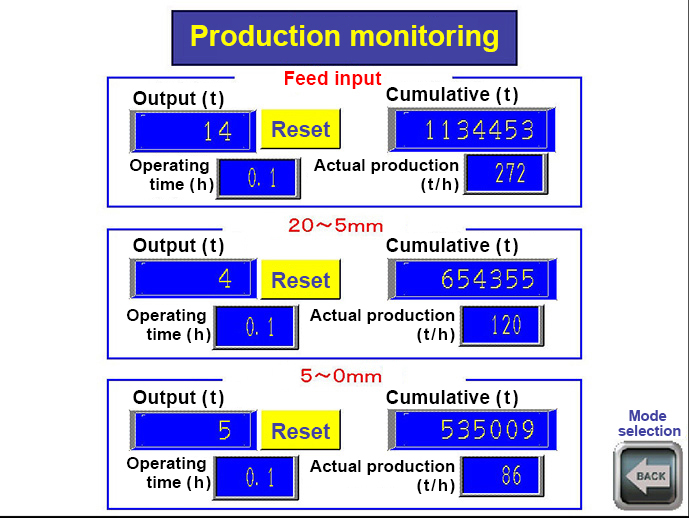 Production monitoring
Feed input
Output (t)
Cumulative (t)
14
Reset
1134453
Operating
time (h)
0.1
Actual production
(t/h)
272
20～5mm
Output (t)
Cumulative (t)
4
Reset
654355
Operating
time (h)
0.1
Actual production
(t/h)
120
5～0mm
Output (t)
Cumulative (t)
5
Reset
535009
Operating
time (h)
0.1
Actual production
(t/h)
86
Mode
selection
BACK